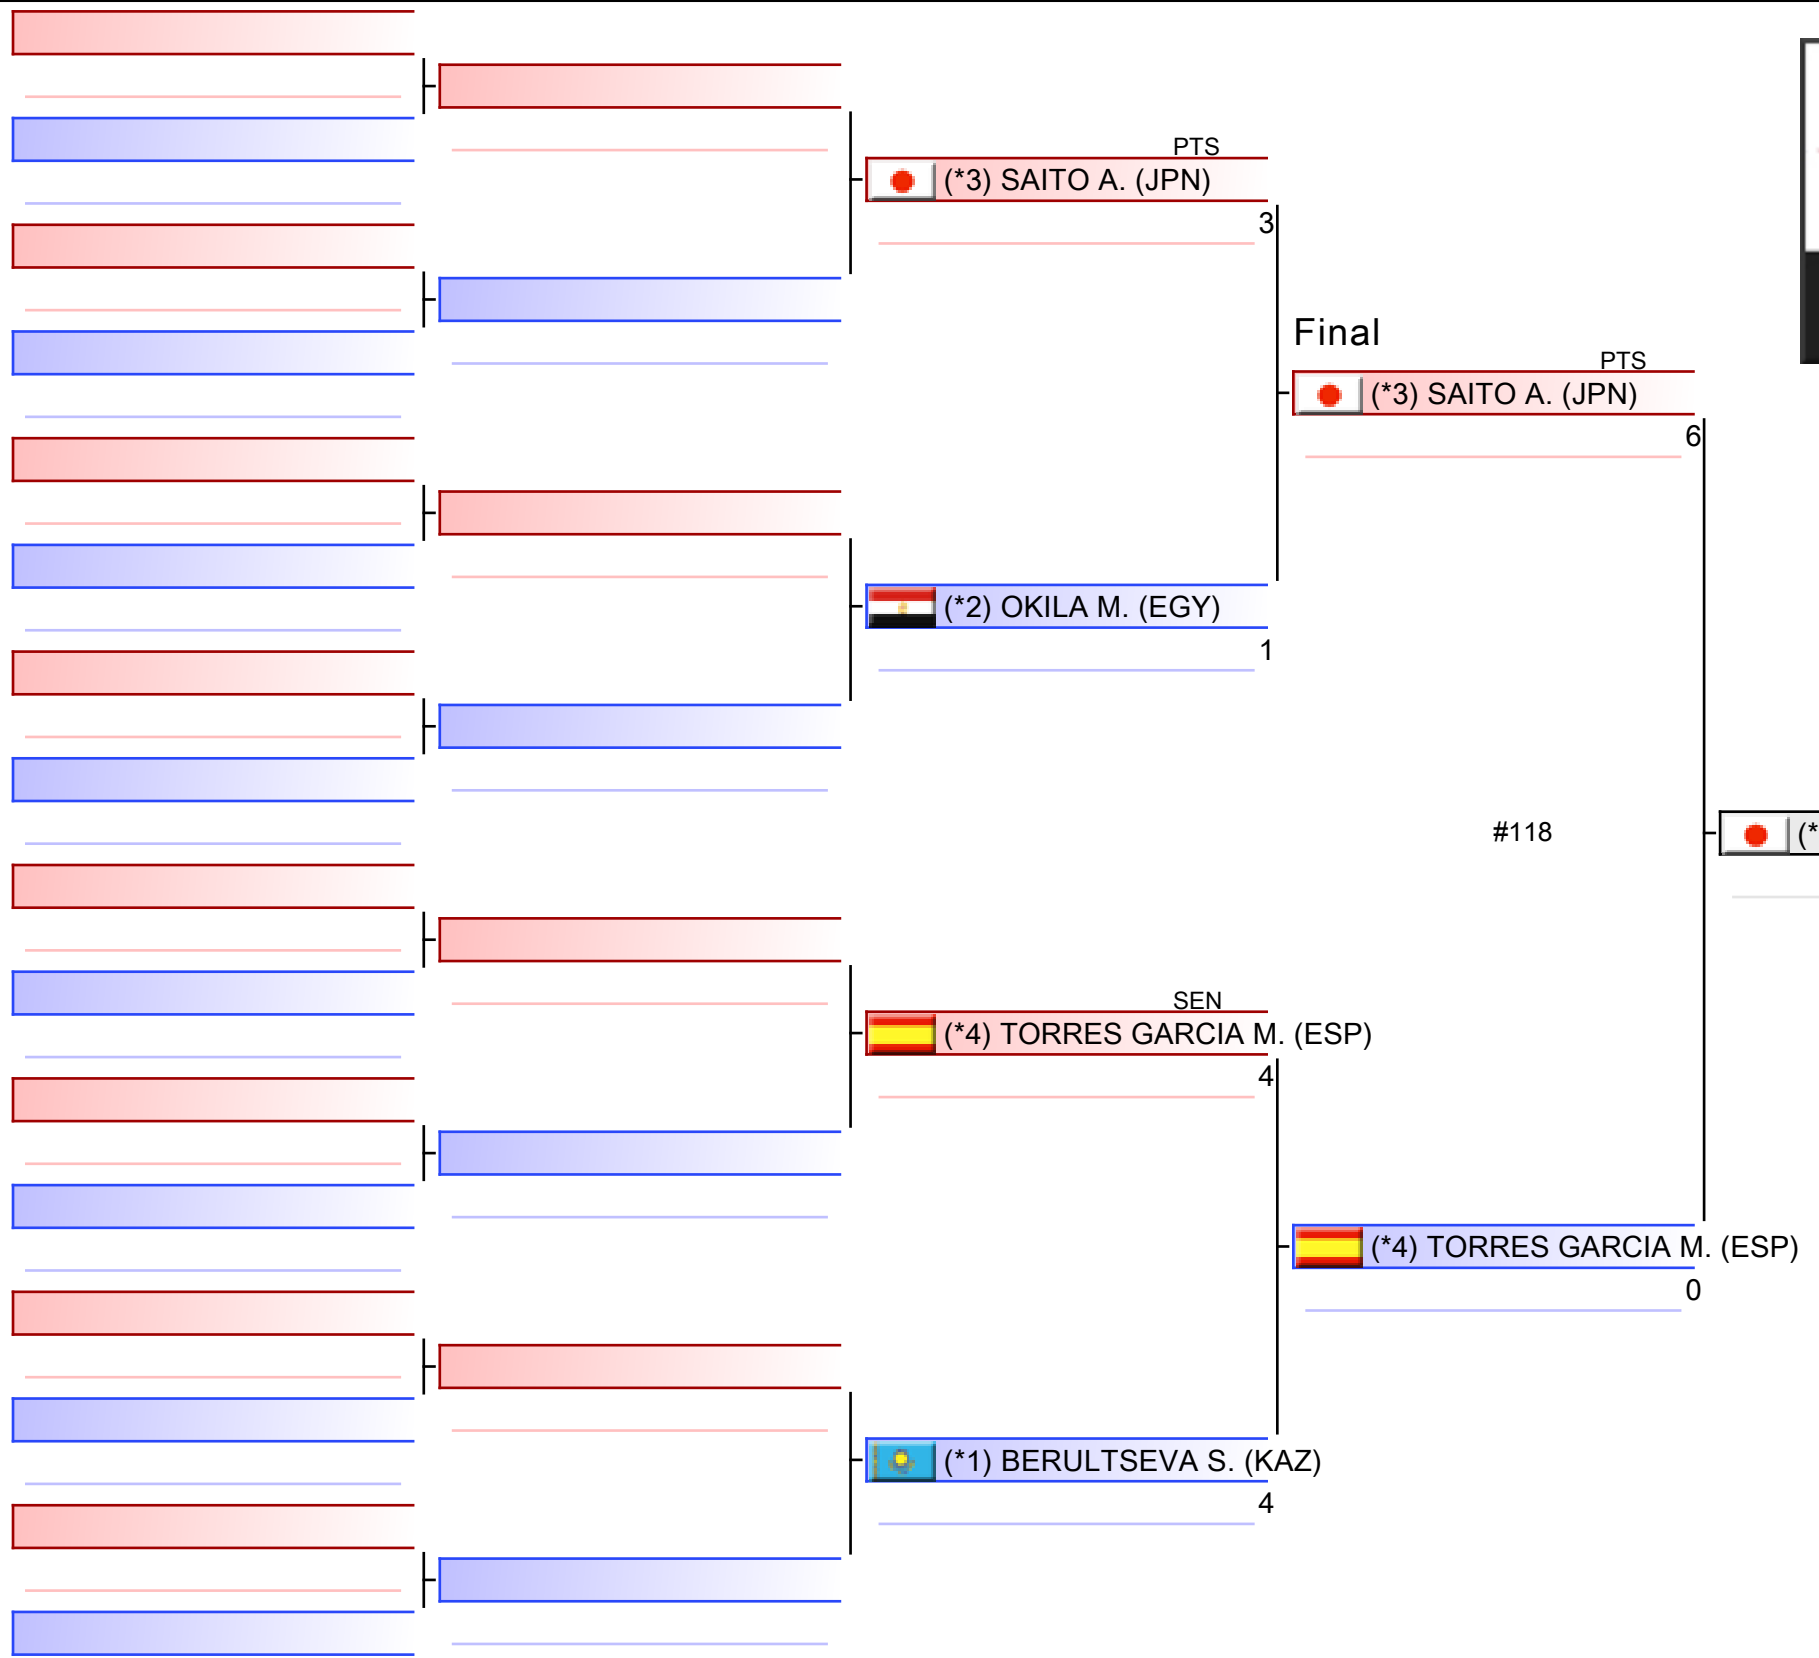 PTS
(*3) SAITO A. (JPN)
3
Final
PTS
(*3) SAITO A. (JPN)
6
(*2) OKILA M. (EGY)
1
#118
(*
SEN
(*4) TORRES GARCIA M. (ESP)
4
(*4) TORRES GARCIA M. (ESP)
0
(*1) BERULTSEVA S. (KAZ)
4